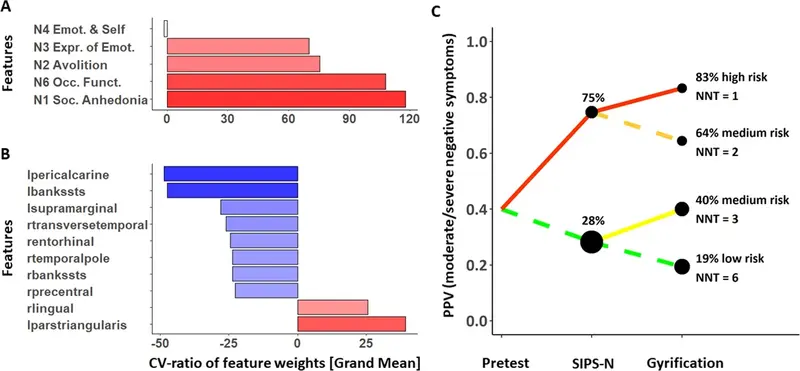 A
Features
N4 Emot. & Self
N3 Expr. of Emot.
N2 Avolition
N6 Occ. Funct.
N1 Soc. Anhedonia
0 30 60 90 120
B
Features
lpericalcarine
lbankssts
lsupramarginal
rtransversetemporal
rentorhinal
rtemporalpole
rbankssts
rprecentral
rlingual
lparstriangularis
-50 -25 0 25
CV-ratio of feature weights [Grand Mean]
C
PPV (moderate/severe negative symptoms)
1.0
0.8
0.6
0.4
0.2
0.0
75%
28%
83% high risk
NNT = 1
64% medium risk
NNT = 2
40% medium risk
NNT = 3
19% low risk
NNT = 6
Pretest SIPS-N Gyrification